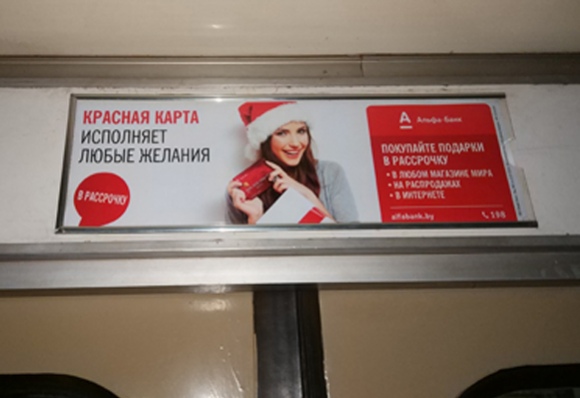 КРАСНАЯ КАРТА
ИСПОЛНЯЕТ
ЛЮБЫЕ ЖЕЛАНИЯ
В РАССРОЧКУ
А Альфа·Банк
ПОКУПАЙТЕ ПОДАРКИ
В РАССРОЧКУ
• В ЛЮБОМ МАГАЗИНЕ МИРА
• НА РАСПРОДАЖАХ
• В ИНТЕРНЕТЕ
alfabank.by
198